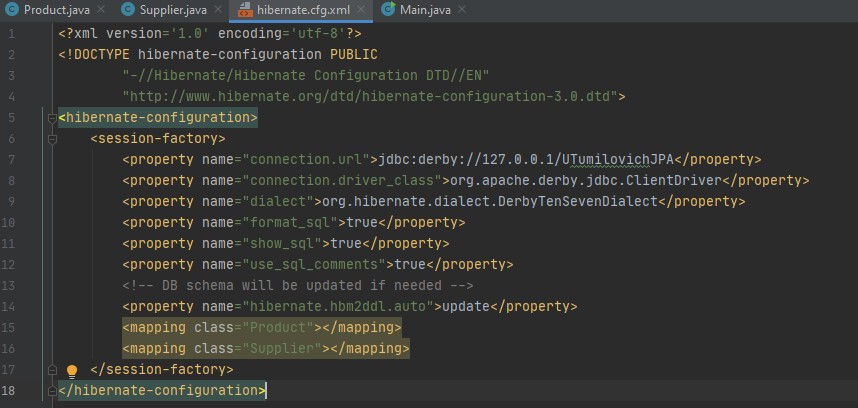 Product.java × Supplier.java × hibernate.cfg.xml × Main.java ×
1 <?xml version='1.0' encoding='utf-8'?>
2 <!DOCTYPE hibernate-configuration PUBLIC
3 "-//Hibernate/Hibernate Configuration DTD//EN"
4 "http://www.hibernate.org/dtd/hibernate-configuration-3.0.dtd">
5 <hibernate-configuration>
6 <session-factory>
7 <property name="connection.url">jdbc:derby://127.0.0.1/UTumilovichJPA</property>
8 <property name="connection.driver_class">org.apache.derby.jdbc.ClientDriver</property>
9 <property name="dialect">org.hibernate.dialect.DerbyTenSevenDialect</property>
10 <property name="format_sql">true</property>
11 <property name="show_sql">true</property>
12 <property name="use_sql_comments">true</property>
13 <!-- DB schema will be updated if needed -->
14 <property name="hibernate.hbm2ddl.auto">update</property>
15 <mapping class="Product"></mapping>
16 <mapping class="Supplier"></mapping>
17 </session-factory>
18 </hibernate-configuration>